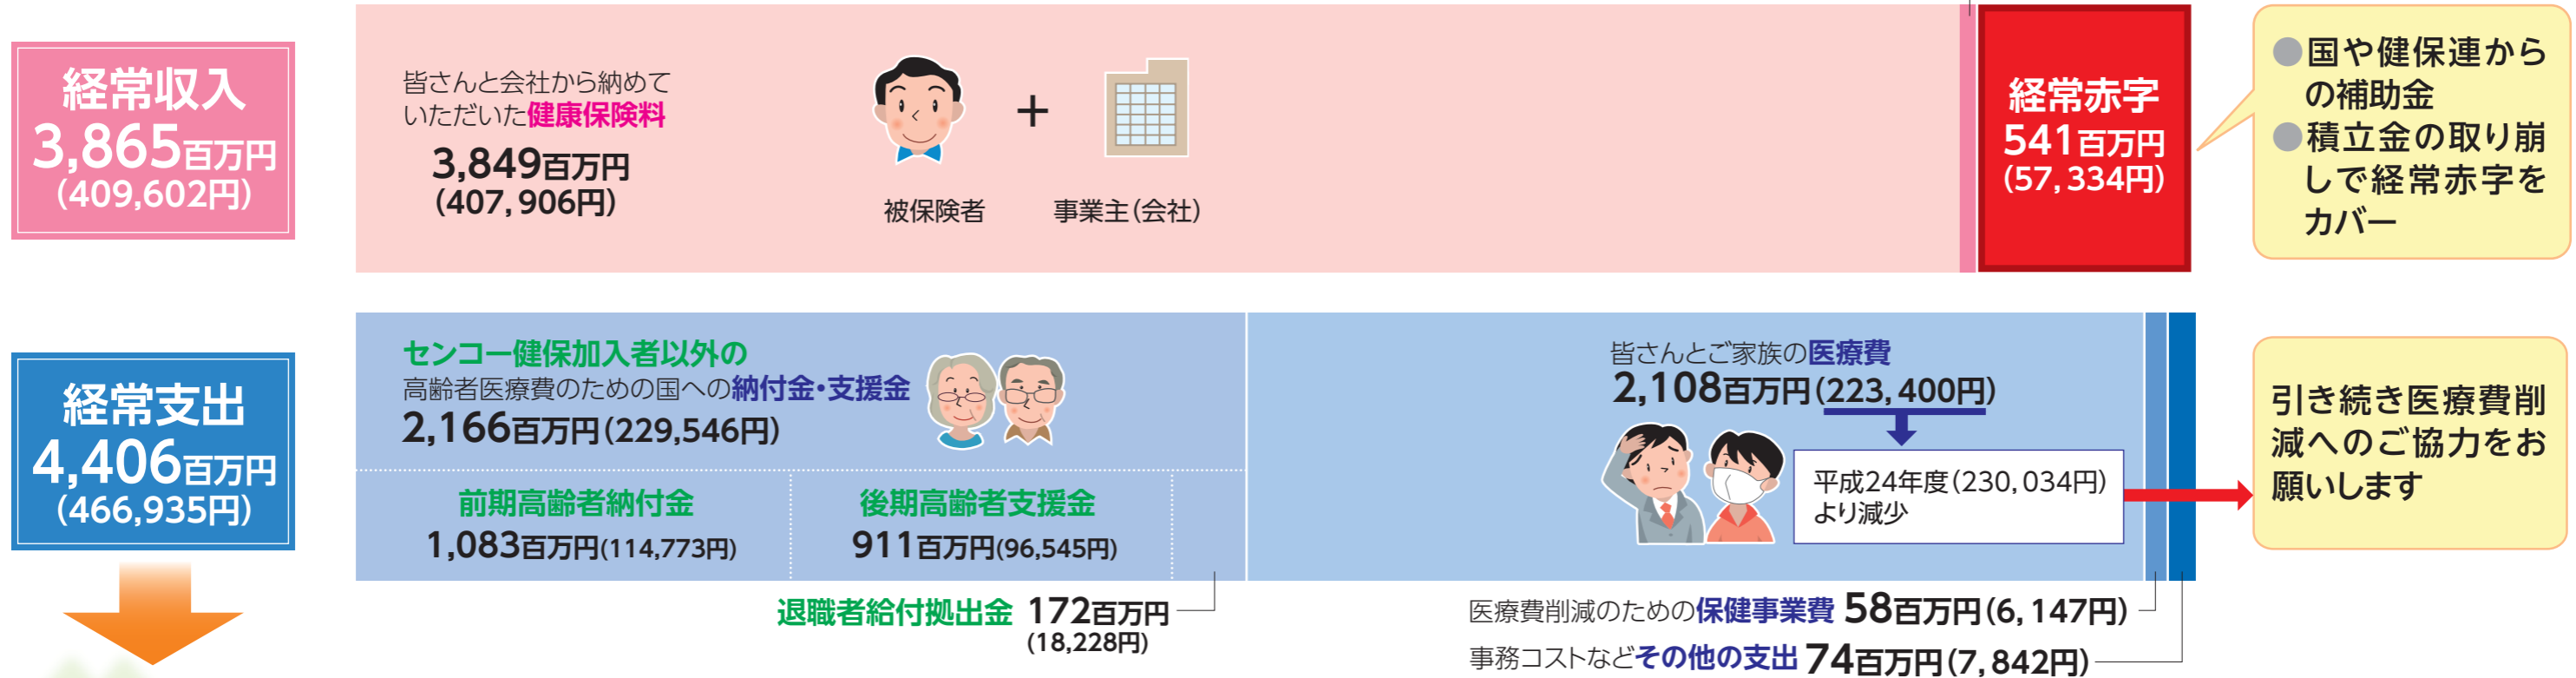 経常収入
3,865百万円
(409,602円)
皆さんと会社から納めて
いただいた健康保険料
3,849百万円
(407,906円)
+
被保険者
事業主(会社)
経常赤字
541百万円
(57,334円)
●国や健保連から
の補助金
●積立金の取り崩
しで経常赤字を
カバー
経常支出
4,406百万円
(466,935円)
センコー健保加入者以外の
高齢者医療費のための国への納付金・支援金
2,166百万円(229,546円)
前期高齢者納付金
1,083百万円(114,773円)
後期高齢者支援金
911百万円(96,545円)
退職者給付拠出金 172百万円
(18,228円)
皆さんとご家族の医療費
2,108百万円(223,400円)
平成24年度(230,034円)
より減少
医療費削減のための保健事業費 58百万円(6,147円)
事務コストなどその他の支出 74百万円(7,842円)
引き続き医療費削
減へのご協力をお
願いします